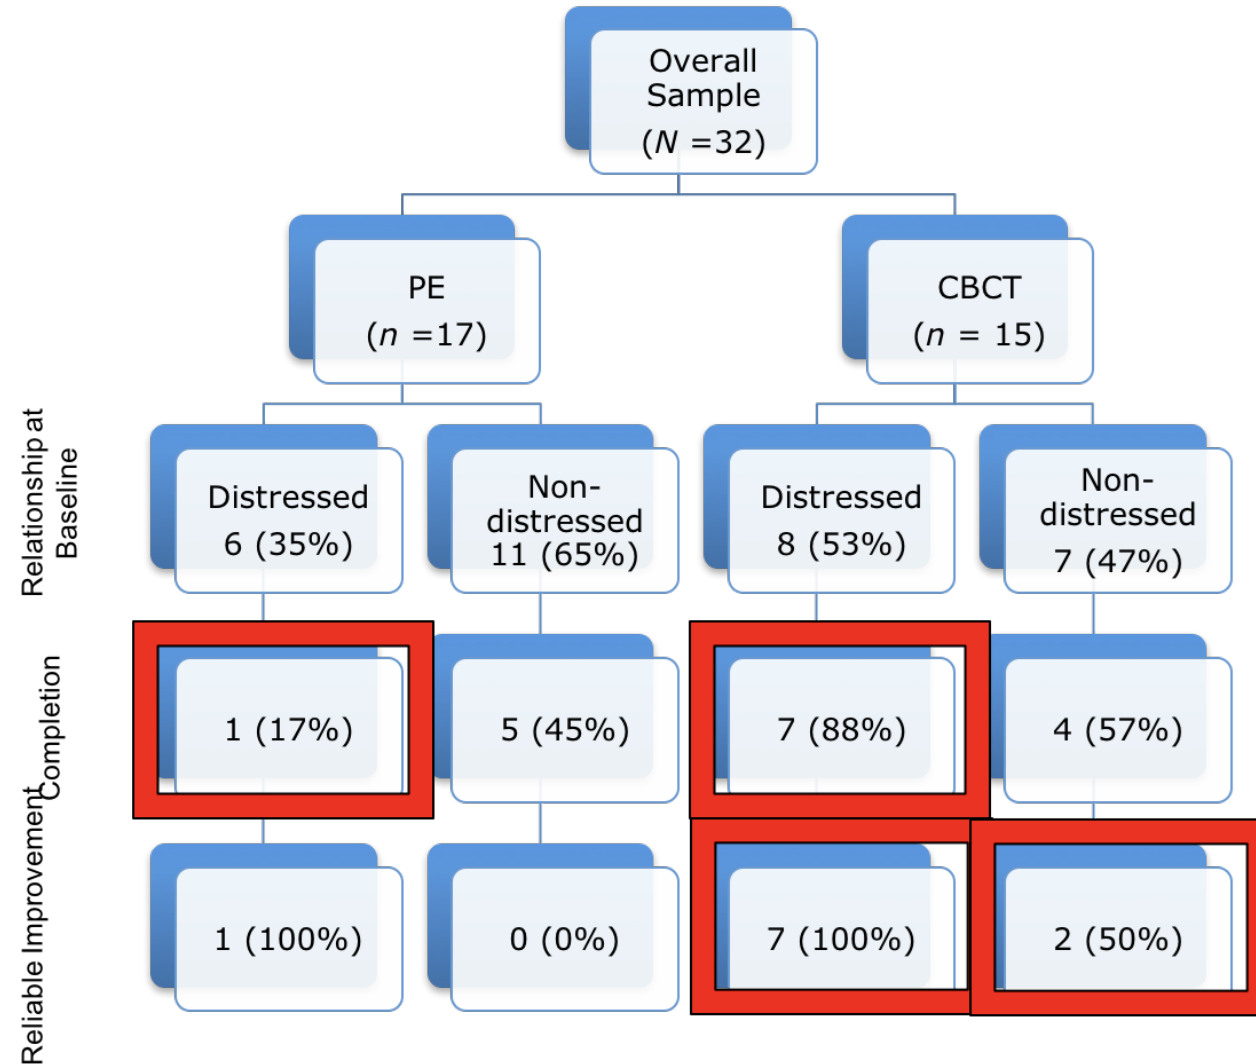 Overall
Sample
(N =32)
PE
(n =17)
CBCT
(n = 15)
Relationship at
Baseline
Distressed
6 (35%)
Non-
distressed
11 (65%)
Distressed
8 (53%)
Non-
distressed
7 (47%)
Completion
1 (17%)
5 (45%)
7 (88%)
4 (57%)
Reliable Improvement
1 (100%)
0 (0%)
7 (100%)
2 (50%)